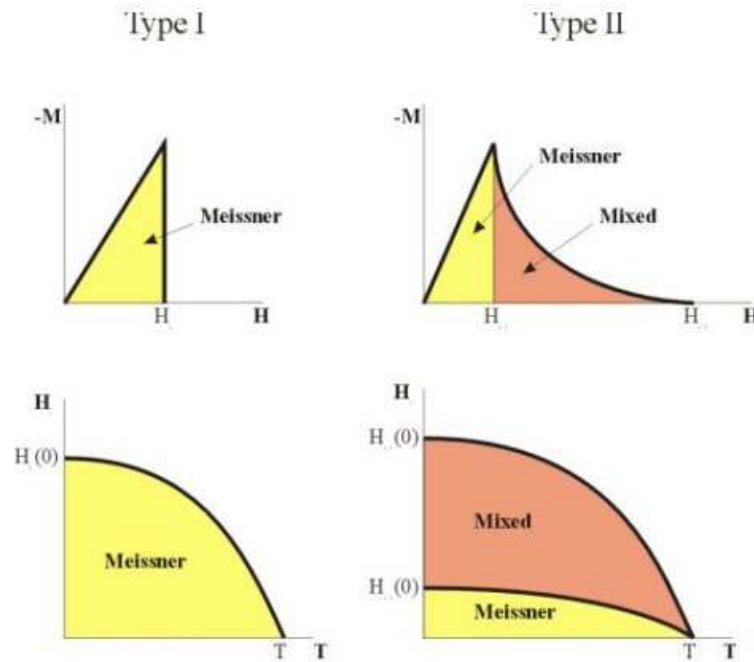 Type I
Type II
-M
Meissner
H
H
-M
Meissner
Mixed
H
H
H
H
H (0)
Meissner
T
T
H
H (0)
Mixed
H (0)
Meissner
T
T